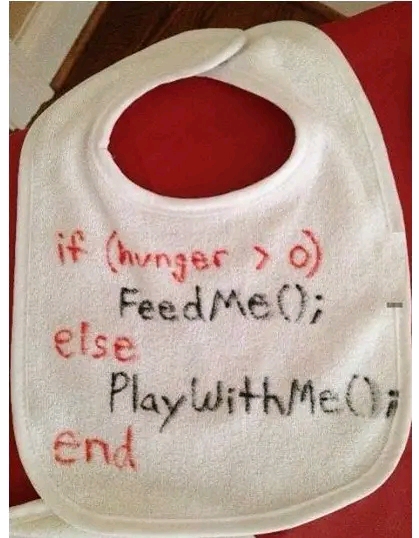 if (hunger > 0)
FeedMe();
else
PlayWithMe();
end